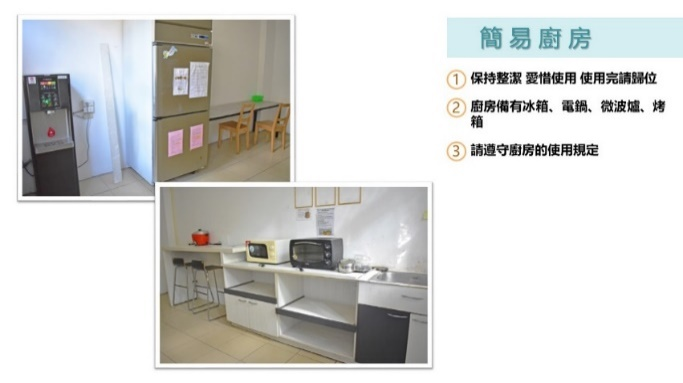 簡易廚房
1 保持整潔 愛惜使用 使用完請歸位
2 廚房備有冰箱、電鍋、微波爐、烤
箱
3 請遵守廚房的使用規定